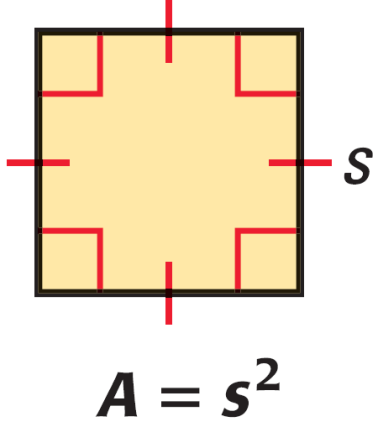 s
A = s²